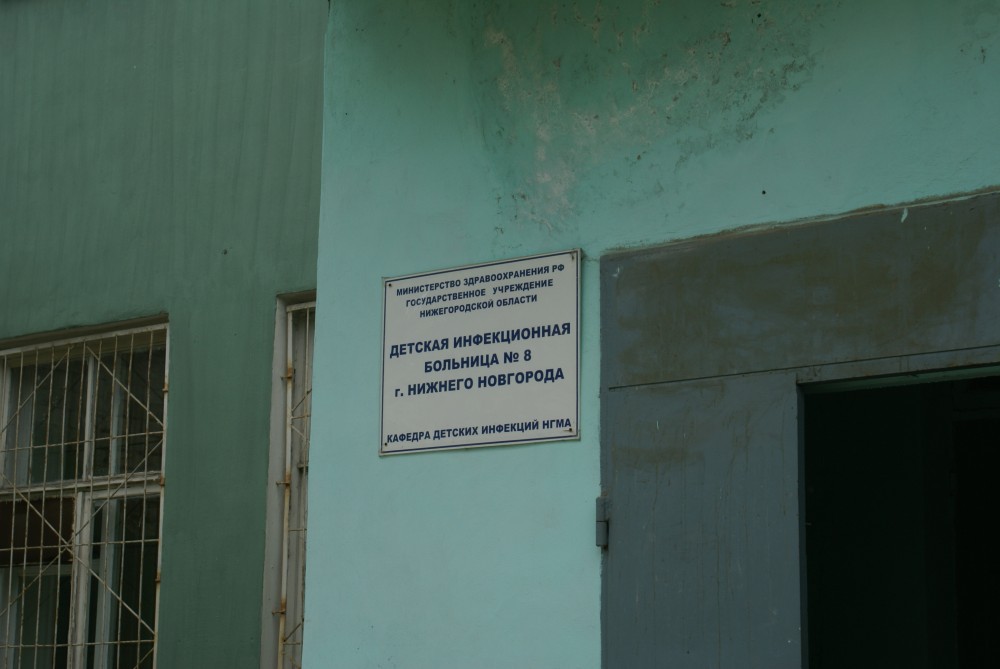 МИНИСТЕРСТВО ЗДРАВООХРАНЕНИЯ РФ
ГОСУДАРСТВЕННОЕ УЧРЕЖДЕНИЕ
НИЖЕГОРОДСКОЙ ОБЛАСТИ
ДЕТСКАЯ ИНФЕКЦИОННАЯ
БОЛЬНИЦА № 8
г. НИЖНЕГО НОВГОРОДА
КАФЕДРА ДЕТСКИХ ИНФЕКЦИЙ НГМА